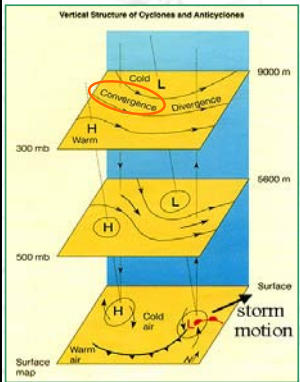 Vertical Structure of Cyclones and Anticyclones
9000 m
Cold
L
Convergence
Divergence
H
Warm
300 mb
5600 m
L
H
500 mb
Surface
H
Cold
air
L
storm
motion
Warm
air
Surface
map